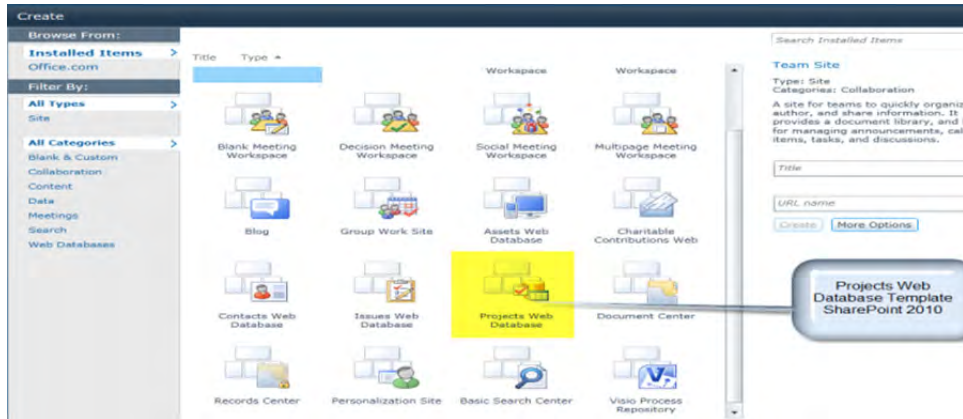 Create
Browse From:
Installed Items
Office.com
Filter By:
All Types
Site
All Categories
Blank & Custom
Collaboration
Content
Data
Meetings
Search
Web Databases
Title Type
Workspace Workspace
Blank Meeting Workspace
Decision Meeting Workspace
Social Meeting Workspace
Multipage Meeting Workspace
Blog
Group Work Site
Assets Web Database
Charitable Contributions Web
Contacts Web Database
Issues Web Database
Projects Web Database
Document Center
Records Center
Personalization Site
Basic Search Center
Visio Process Repository
Search Installed Items
Team Site
Type: Site
Categories: Collaboration
A site for teams to quickly organiz
author, and share information. It
provides a document library, and
for managing announcements, cal
items, tasks, and discussions.
Title
URL name
Create More Options
Projects Web
Database Template
SharePoint 2010